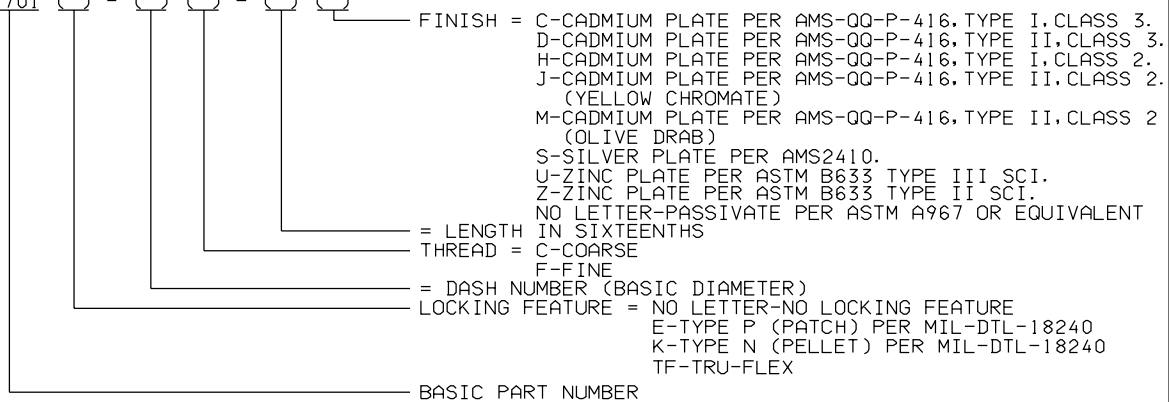 701 - -
FINISH = C-CADMIUM PLATE PER AMS-QQ-P-416,TYPE I,CLASS 3.
D-CADMIUM PLATE PER AMS-QQ-P-416,TYPE II,CLASS 3.
H-CADMIUM PLATE PER AMS-QQ-P-416,TYPE I,CLASS 2.
J-CADMIUM PLATE PER AMS-QQ-P-416,TYPE II,CLASS 2.
(YELLOW CHROMATE)
M-CADMIUM PLATE PER AMS-QQ-P-416,TYPE II,CLASS 2
(OLIVE DRAB)
S-SILVER PLATE PER AMS2410.
U-ZINC PLATE PER ASTM B633 TYPE III SC1.
Z-ZINC PLATE PER ASTM B633 TYPE II SC1.
NO LETTER-PASSIVATE PER ASTM A967 OR EQUIVALENT
= LENGTH IN SIXTEENTHS
THREAD = C-COARSE
F-FINE
= DASH NUMBER (BASIC DIAMETER)
LOCKING FEATURE = NO LETTER-NO LOCKING FEATURE
E-TYPE P (PATCH) PER MIL-DTL-18240
K-TYPE N (PELLET) PER MIL-DTL-18240
TF-TRU-FLEX
BASIC PART NUMBER